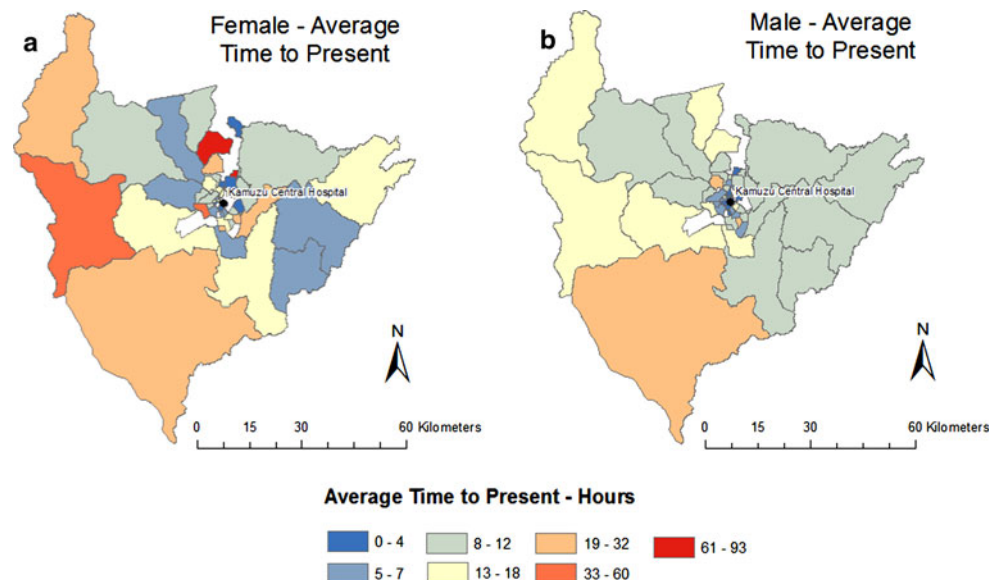 a
Female - Average
Time to Present
Kamuzu Central Hospital
N
0 15 30 60 Kilometers
b
Male - Average
Time to Present
Kamuzu Central Hospital
N
0 15 30 60 Kilometers
Average Time to Present - Hours
0 - 4 8 - 12 19 - 32 61 - 93
5 - 7 13 - 18 33 - 60